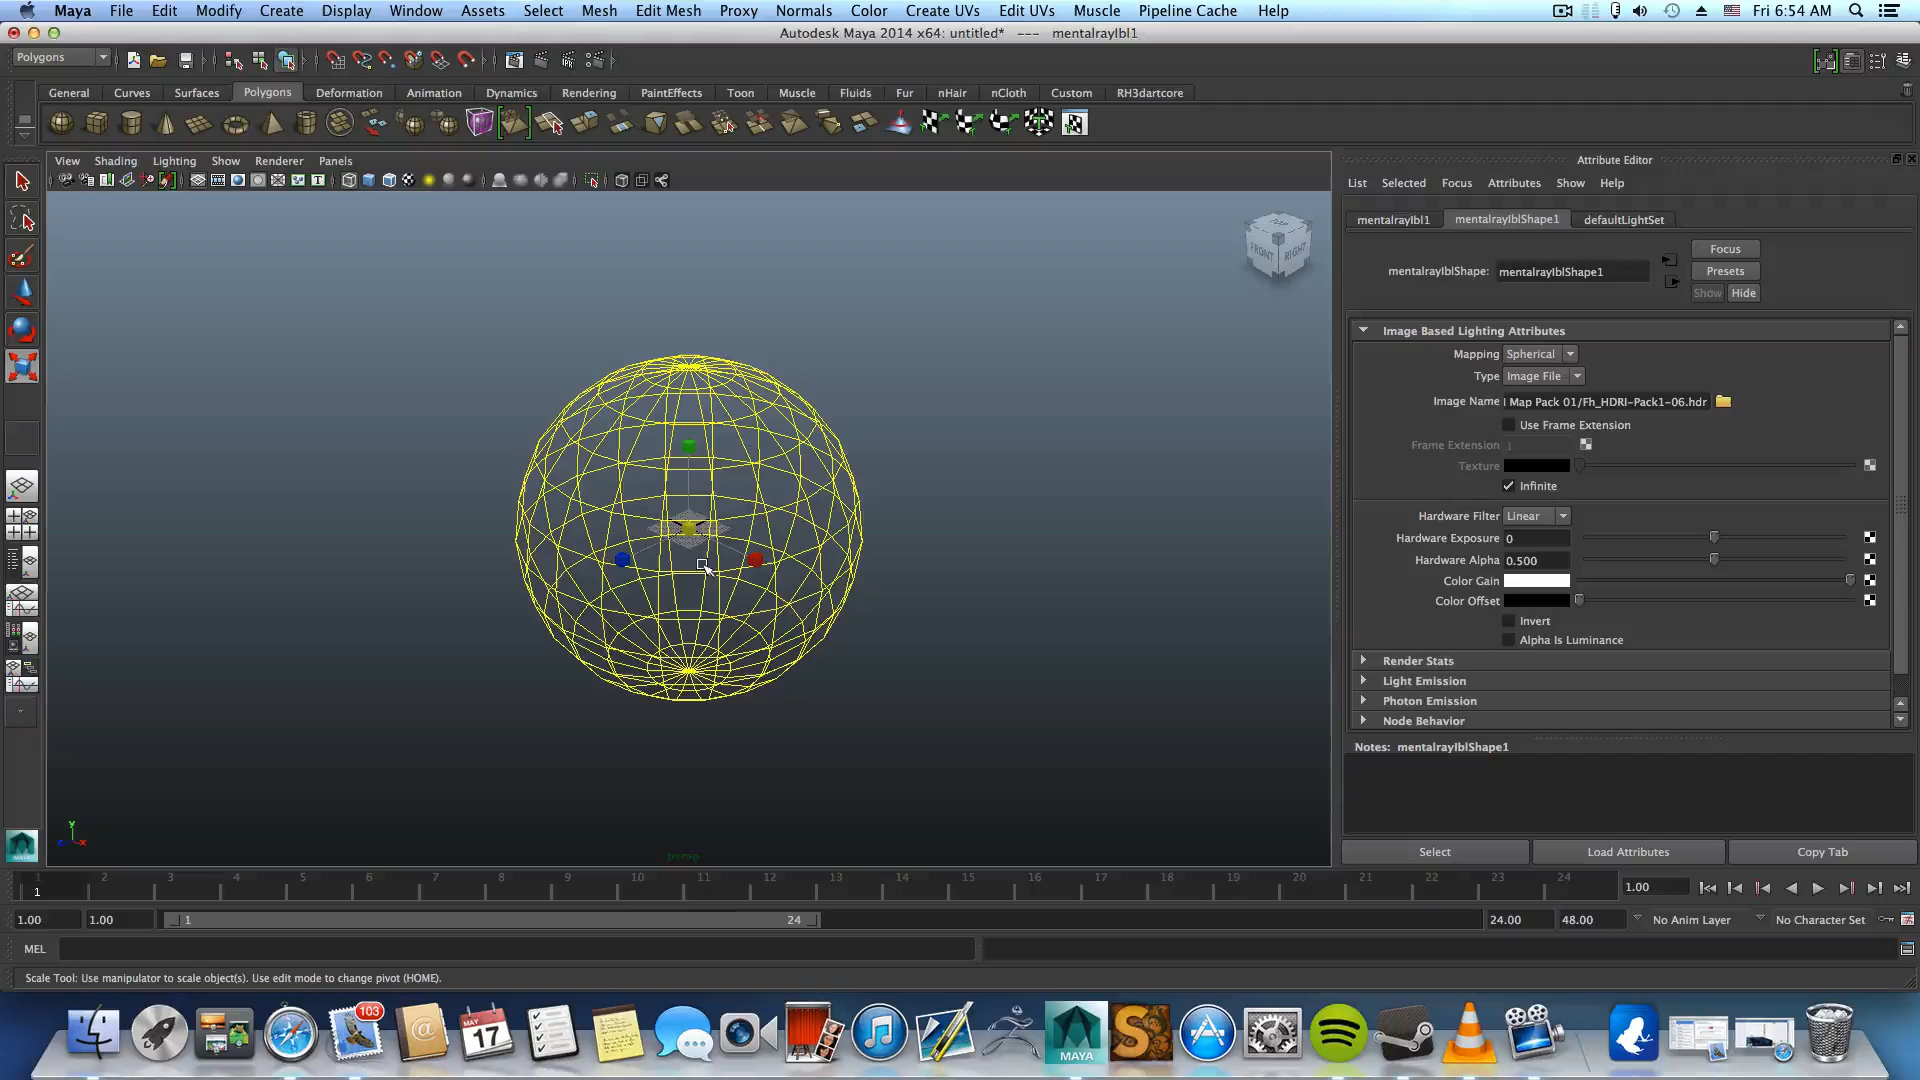 Maya File Edit Modify Create Display Window Assets Select Mesh Edit Mesh Proxy Normals Color Create UVs Edit UVs Muscle Pipeline Cache Help Fri 6:54 AM
Autodesk Maya 2014 x64: untitled* --- mentalrayIbl1
Polygons
General Curves Surfaces Polygons Deformation Animation Dynamics Rendering PaintEffects Toon Muscle Fluids Fur nHair nCloth Custom RH3dartcore
View Shading Lighting Show Renderer Panels
Attribute Editor
List Selected Focus Attributes Show Help
mentalrayIbl1 mentalrayIblShape1 defaultLightSet
TOP
FRONT RIGHT
Focus
mentalrayIblShape: mentalrayIblShape1
Presets
Show Hide
Image Based Lighting Attributes
Mapping Spherical
Type Image File
Image Name Map Pack 01/Fh_HDRI-Pack1-06.hdr
Use Frame Extension
Frame Extension 1
Texture
Infinite
Hardware Filter Linear
Hardware Exposure 0
Hardware Alpha 0.500
Color Gain
Color Offset
Invert
Alpha Is Luminance
Render Stats
Light Emission
Photon Emission
Node Behavior
Notes: mentalrayIblShape1
y
x
persp
Select Load Attributes Copy Tab
1 2 3 4 5 6 7 8 9 10 11 12 13 14 15 16 17 18 19 20 21 22 23 24
1 1.00
1.00 1.00 1 24 24.00 48.00 No Anim Layer No Character Set
MEL
Scale Tool: Use manipulator to scale object(s). Use edit mode to change pivot (HOME).
103
MAY
17
MAYA